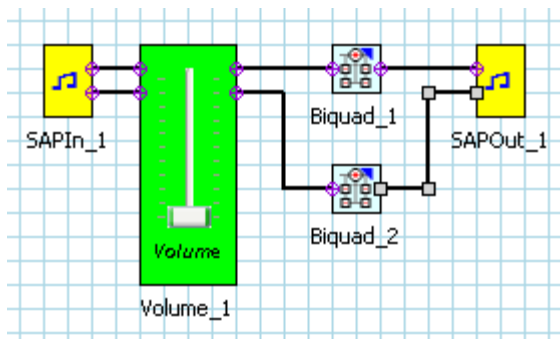 SAPIn_1
Volume
Volume_1
Biquad_1
Biquad_2
SAPOut_1